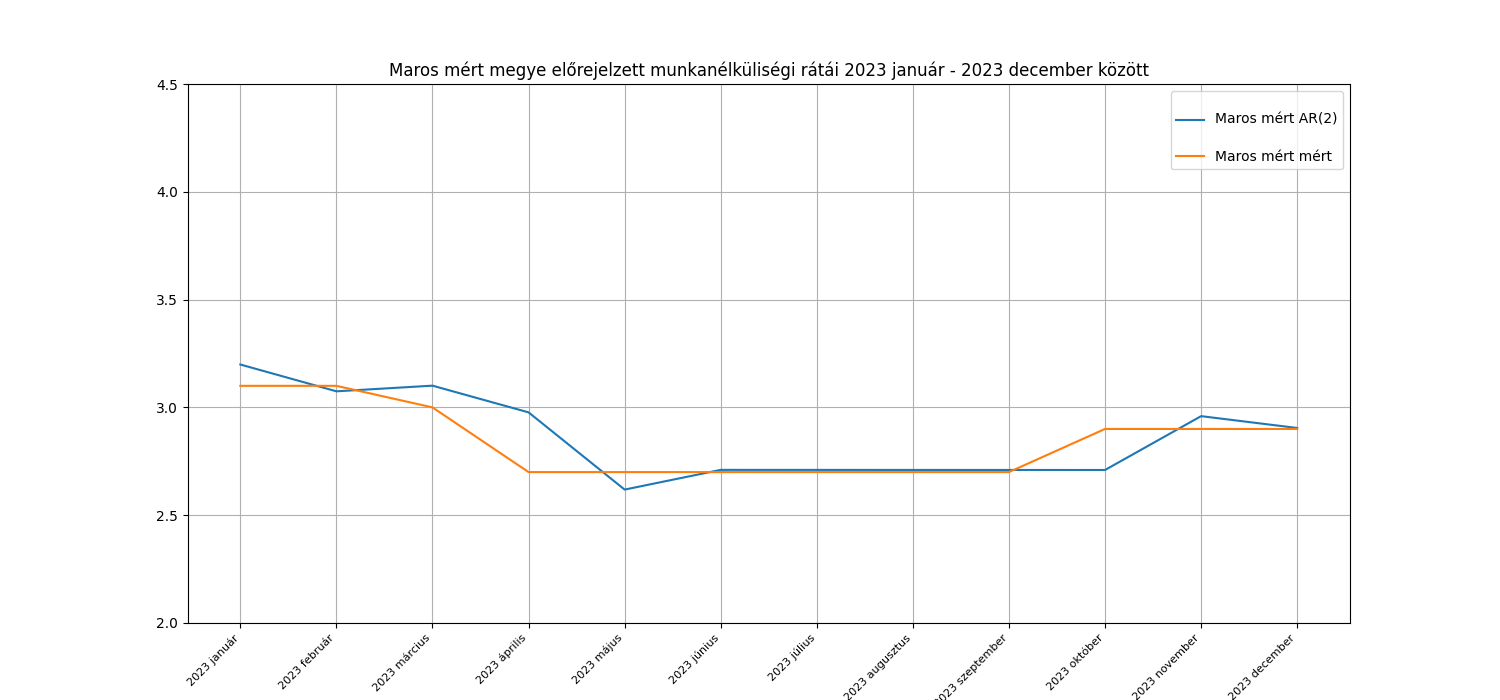 Maros mért megye előrejelzett munkanélküliségi rátái 2023 január - 2023 december között
4.5
4.0
3.5
3.0
2.5
2.0
Maros mért AR(2)
Maros mért mért
2023 január
2023 február
2023 március
2023 április
2023 május
2023 június
2023 július
2023 augusztus
2023 szeptember
2023 október
2023 november
2023 december